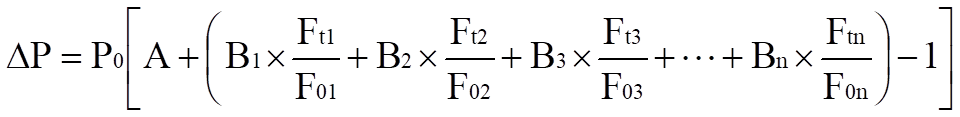 ΔP = P₀[A + (B₁ × Fₜ₁/F₀₁ + B₂ × Fₜ₂/F₀₂ + B₃ × Fₜ₃/F₀₃ + ⋯ + Bₙ × Fₜₙ/F₀ₙ) − 1]